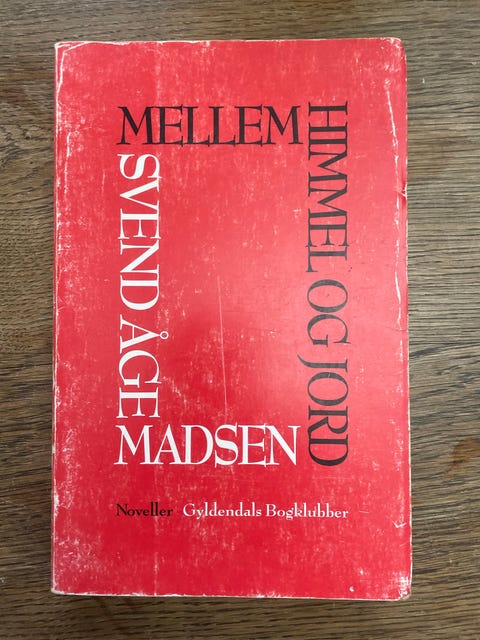 MELLEM
HIMMEL OG JORD
SVEND ÅGE
MADSEN
Noveller Gyldendals Bogklubber